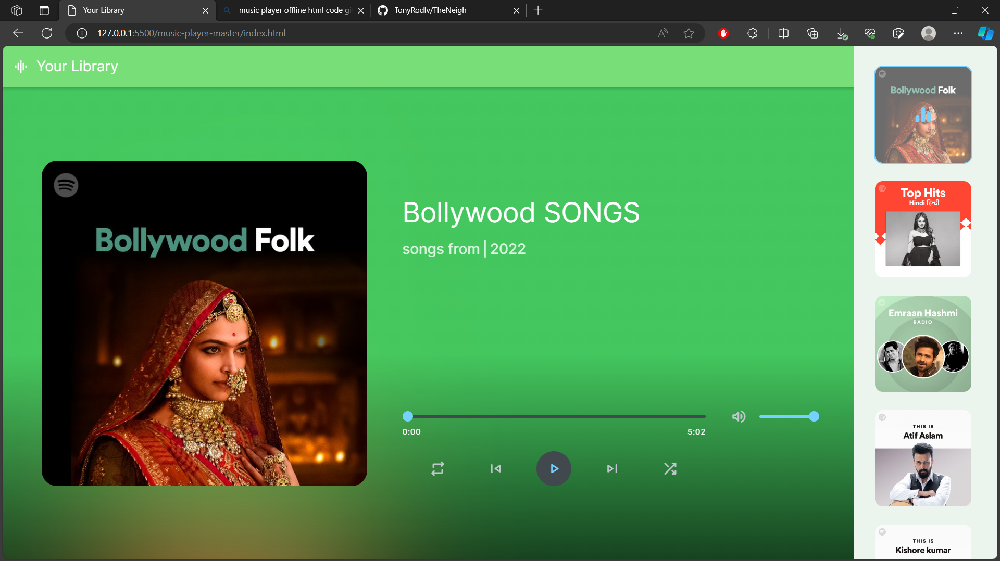 Your Library
music player offline html code gi
TonyRodlv/TheNeigh
127.0.0.1:5500/music-player-master/index.html
Your Library
Bollywood Folk
Bollywood SONGS
songs from | 2022
0:00
5:02
Bollywood Folk
Top Hits
Hindi हिन्दी
Emraan Hashmi
RADIO
THIS IS
Atif Aslam
THIS IS
Kishore kumar